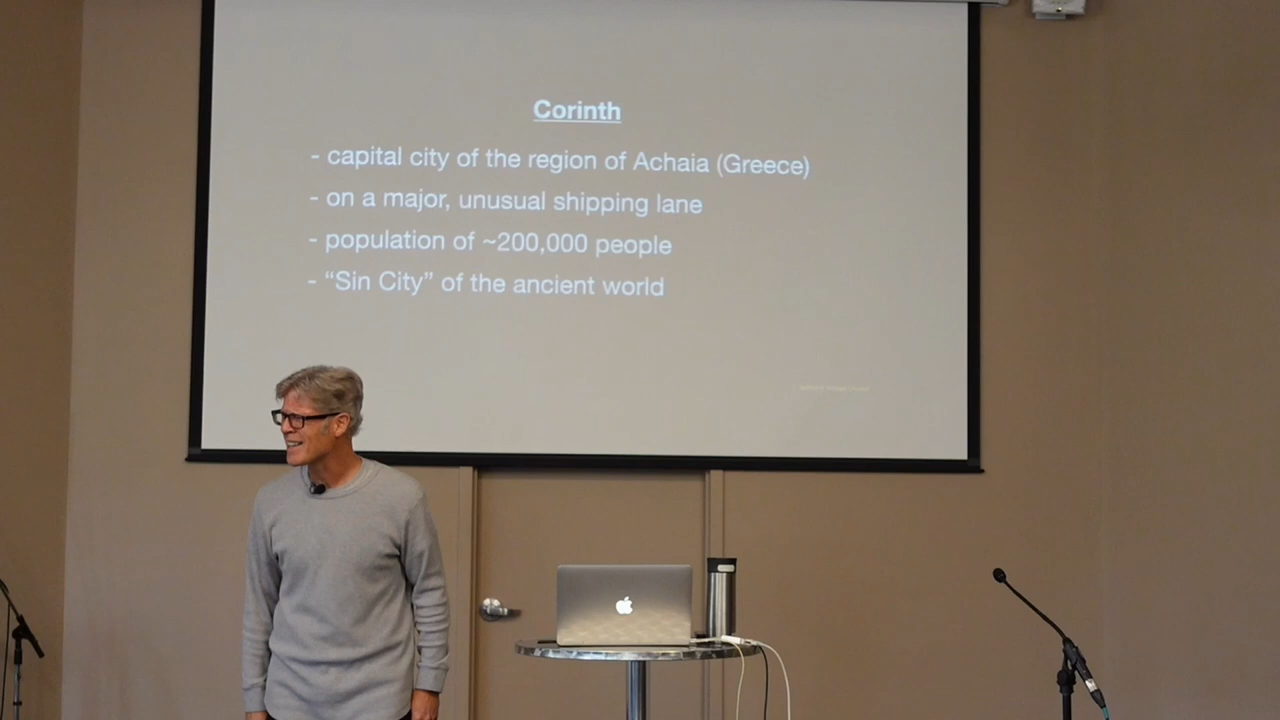 Corinth
- capital city of the region of Achaia (Greece)
- on a major, unusual shipping lane
- population of ~200,000 people
- “Sin City” of the ancient world